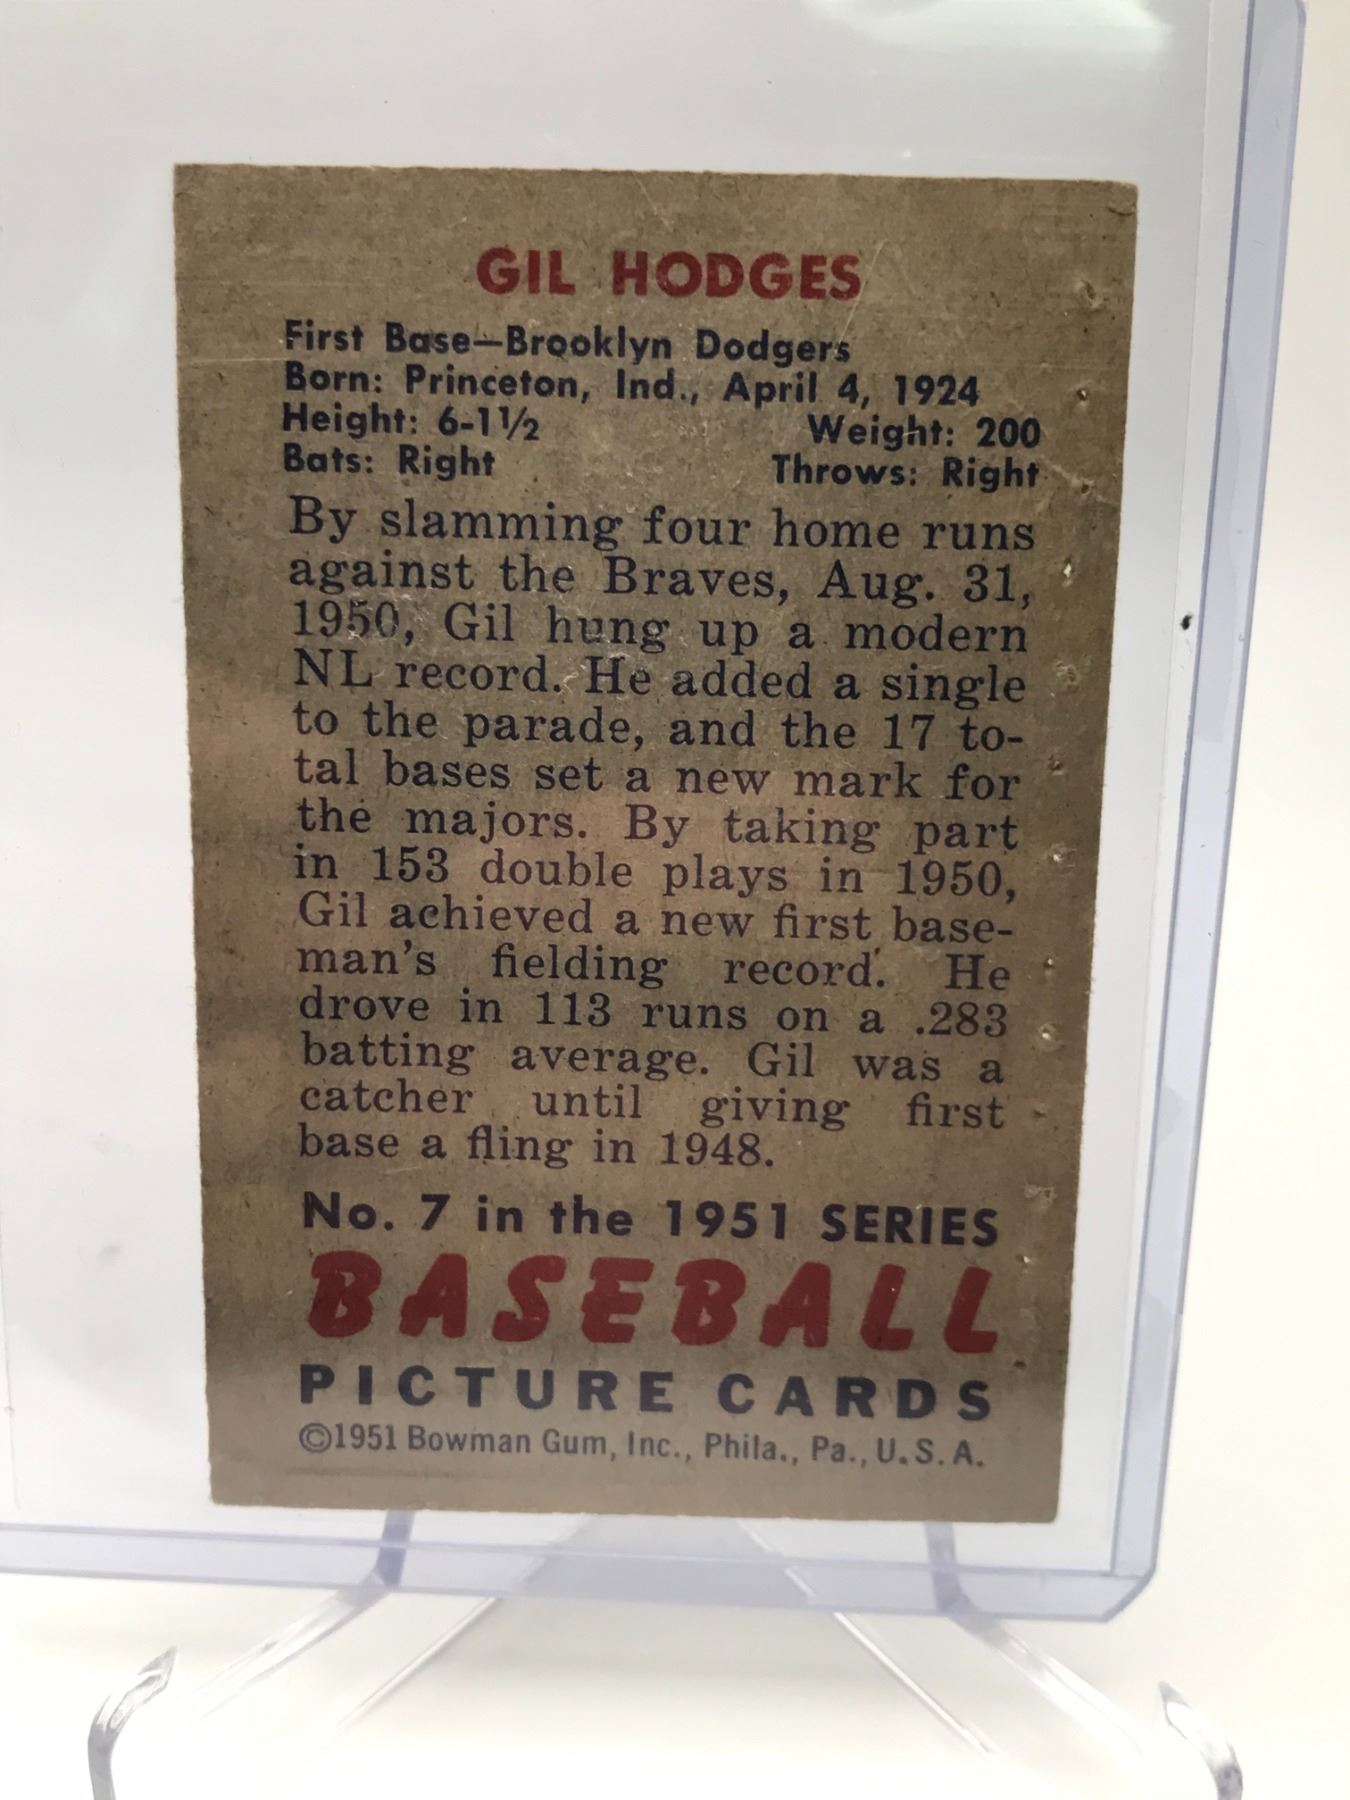 GIL HODGES
First Base—Brooklyn Dodgers
Born: Princeton, Ind., April 4, 1924
Height: 6-1½ Weight: 200
Bats: Right Throws: Right
By slamming four home runs
against the Braves, Aug. 31,
1950, Gil hung up a modern
NL record. He added a single
to the parade, and the 17 to-
tal bases set a new mark for
the majors. By taking part
in 153 double plays in 1950,
Gil achieved a new first base-
man's fielding record. He
drove in 113 runs on a .283
batting average. Gil was a
catcher until giving first
base a fling in 1948.
No. 7 in the 1951 SERIES
BASEBALL
PICTURE CARDS
©1951 Bowman Gum, Inc., Phila., Pa., U.S.A.